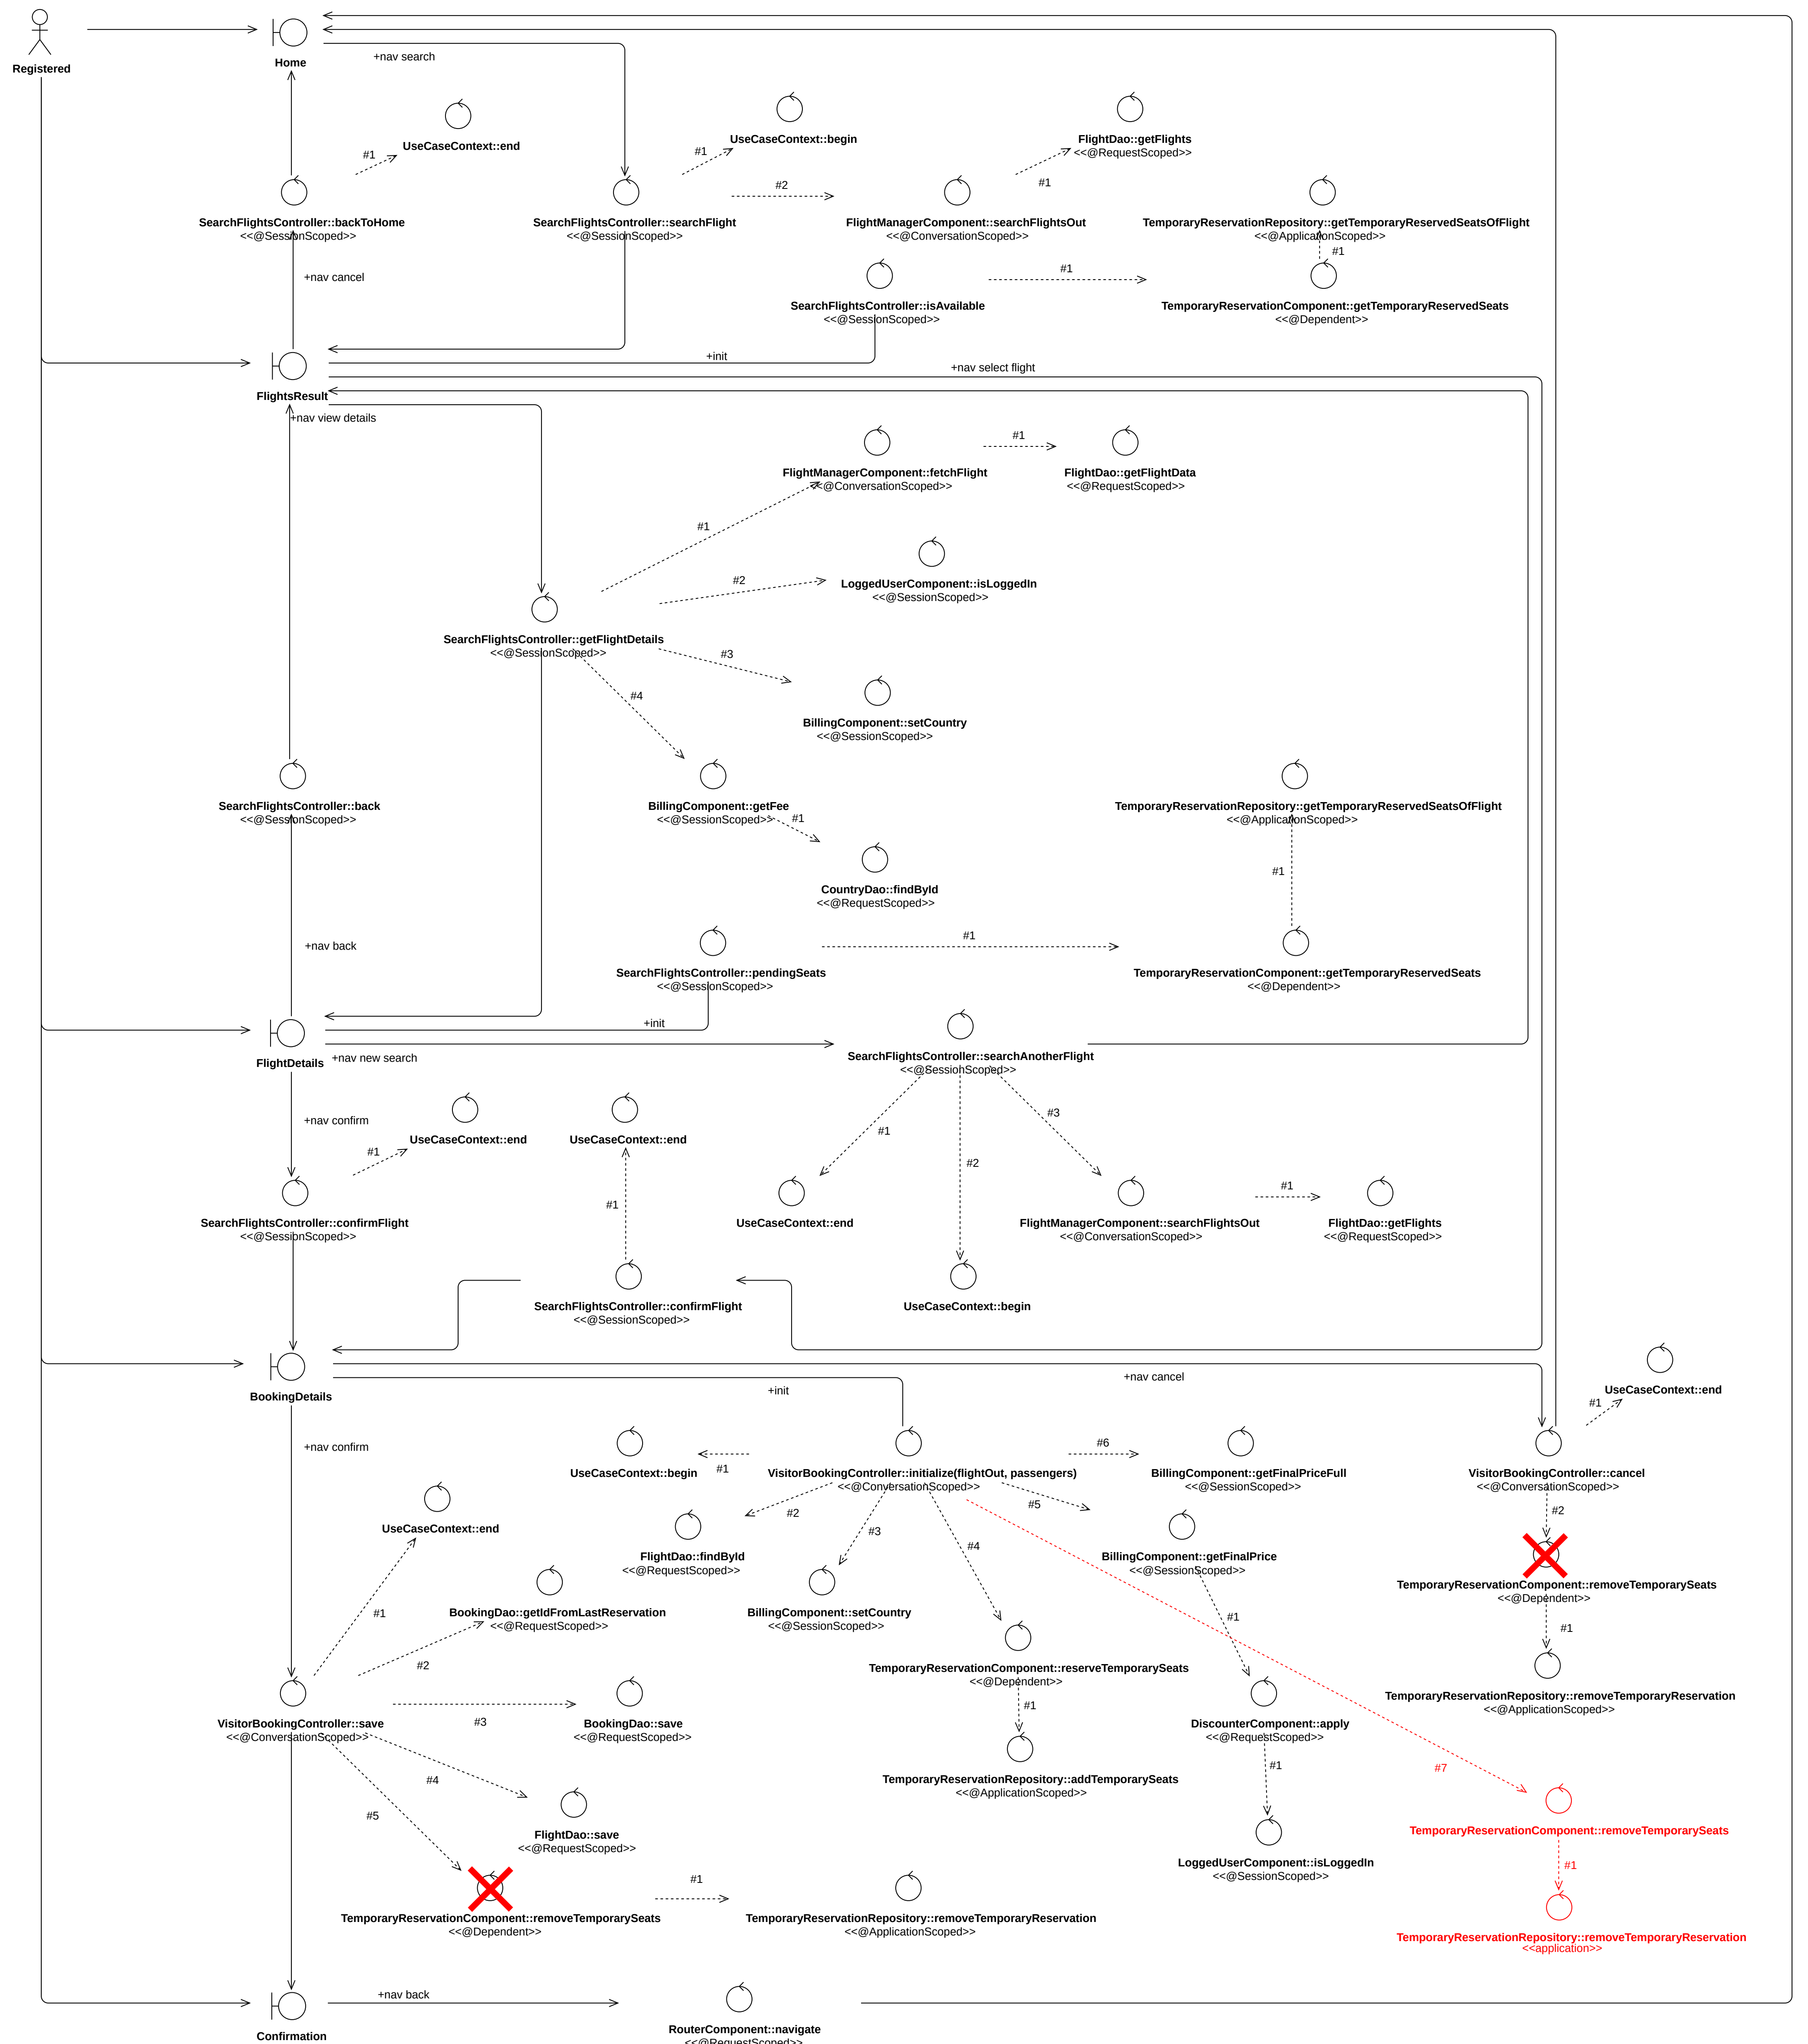 Registered
Home
+nav search
UseCaseContext::end
#1
UseCaseContext::begin
#1
FlightDao::getFlights
<<@RequestScoped>>
#1
#2
SearchFlightsController::backToHome
<<@SessionScoped>>
SearchFlightsController::searchFlight
<<@SessionScoped>>
FlightManagerComponent::searchFlightsOut
<<@ConversationScoped>>
TemporaryReservationRepository::getTemporaryReservedSeatsOfFlight
<<@ApplicationScoped>>
#1
+nav cancel
#1
SearchFlightsController::isAvailable
<<@SessionScoped>>
TemporaryReservationComponent::getTemporaryReservedSeats
<<@Dependent>>
+init
+nav select flight
FlightsResult
+nav view details
#1
FlightManagerComponent::fetchFlight
<<@ConversationScoped>>
FlightDao::getFlightData
<<@RequestScoped>>
#1
#2
LoggedUserComponent::isLoggedIn
<<@SessionScoped>>
SearchFlightsController::getFlightDetails
<<@SessionScoped>>
#3
#4
BillingComponent::setCountry
<<@SessionScoped>>
SearchFlightsController::back
<<@SessionScoped>>
BillingComponent::getFee
<<@SessionScoped>>
#1
TemporaryReservationRepository::getTemporaryReservedSeatsOfFlight
<<@ApplicationScoped>>
#1
CountryDao::findById
<<@RequestScoped>>
+nav back
#1
SearchFlightsController::pendingSeats
<<@SessionScoped>>
TemporaryReservationComponent::getTemporaryReservedSeats
<<@Dependent>>
+init
FlightDetails
+nav new search
SearchFlightsController::searchAnotherFlight
<<@SessionScoped>>
+nav confirm
UseCaseContext::end
#1
UseCaseContext::end
#1
#1
#2
#3
#1
SearchFlightsController::confirmFlight
<<@SessionScoped>>
UseCaseContext::end
FlightManagerComponent::searchFlightsOut
<<@ConversationScoped>>
FlightDao::getFlights
<<@RequestScoped>>
SearchFlightsController::confirmFlight
<<@SessionScoped>>
UseCaseContext::begin
BookingDetails
+init
+nav cancel
UseCaseContext::end
#1
+nav confirm
UseCaseContext::begin
#1
VisitorBookingController::initialize(flightOut, passengers)
<<@ConversationScoped>>
#6
BillingComponent::getFinalPriceFull
<<@SessionScoped>>
VisitorBookingController::cancel
<<@ConversationScoped>>
#2
#2
#3
#4
#5
UseCaseContext::end
FlightDao::findById
<<@RequestScoped>>
BillingComponent::getFinalPrice
<<@SessionScoped>>
TemporaryReservationComponent::removeTemporarySeats
<<@Dependent>>
#1
#1
BookingDao::getIdFromLastReservation
<<@RequestScoped>>
BillingComponent::setCountry
<<@SessionScoped>>
#1
#2
TemporaryReservationComponent::reserveTemporarySeats
<<@Dependent>>
#1
TemporaryReservationRepository::removeTemporaryReservation
<<@ApplicationScoped>>
VisitorBookingController::save
<<@ConversationScoped>>
#3
BookingDao::save
<<@RequestScoped>>
DiscounterComponent::apply
<<@RequestScoped>>
#1
#7
#4
#5
TemporaryReservationRepository::addTemporarySeats
<<@ApplicationScoped>>
FlightDao::save
<<@RequestScoped>>
TemporaryReservationComponent::removeTemporarySeats
#1
LoggedUserComponent::isLoggedIn
<<@SessionScoped>>
#1
TemporaryReservationComponent::removeTemporarySeats
<<@Dependent>>
TemporaryReservationRepository::removeTemporaryReservation
<<@ApplicationScoped>>
TemporaryReservationRepository::removeTemporaryReservation
<<application>>
+nav back
Confirmation
RouterComponent::navigate
<<@RequestScoped>>